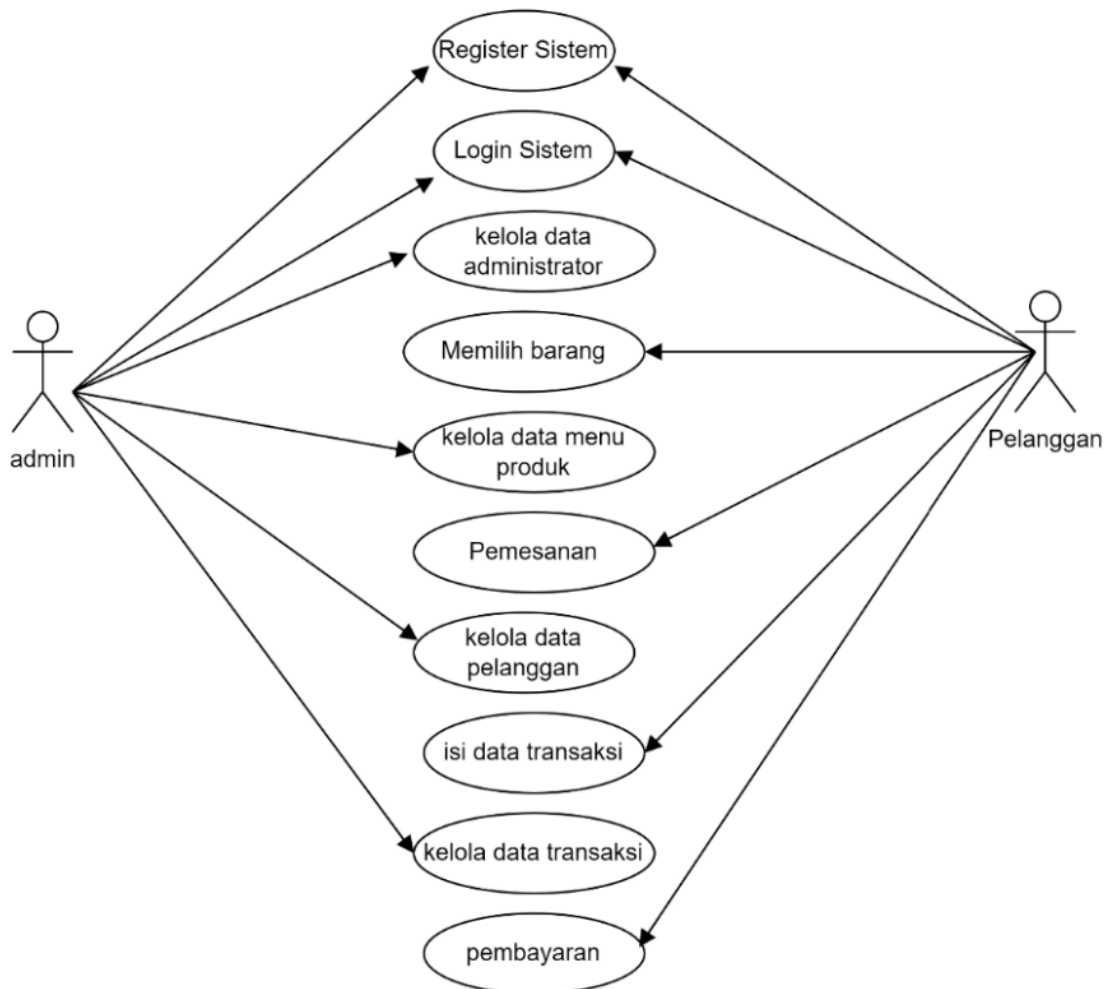 Register Sistem
Login Sistem
kelola data
administrator
Memilih barang
admin
kelola data menu
produk
Pelanggan
Pemesanan
kelola data
pelanggan
isi data transaksi
kelola data transaksi
pembayaran